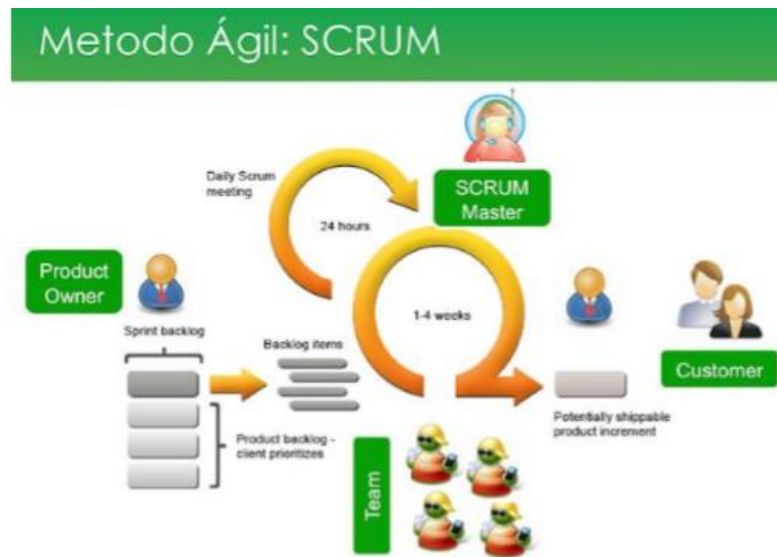 Metodo Ágil: SCRUM
Daily Scrum
meeting
24 hours
SCRUM
Master
Product
Owner
Sprint backlog
Backlog items
1-4 weeks
Customer
Product backlog -
client prioritizes
Potentially shippable
product increment
Team